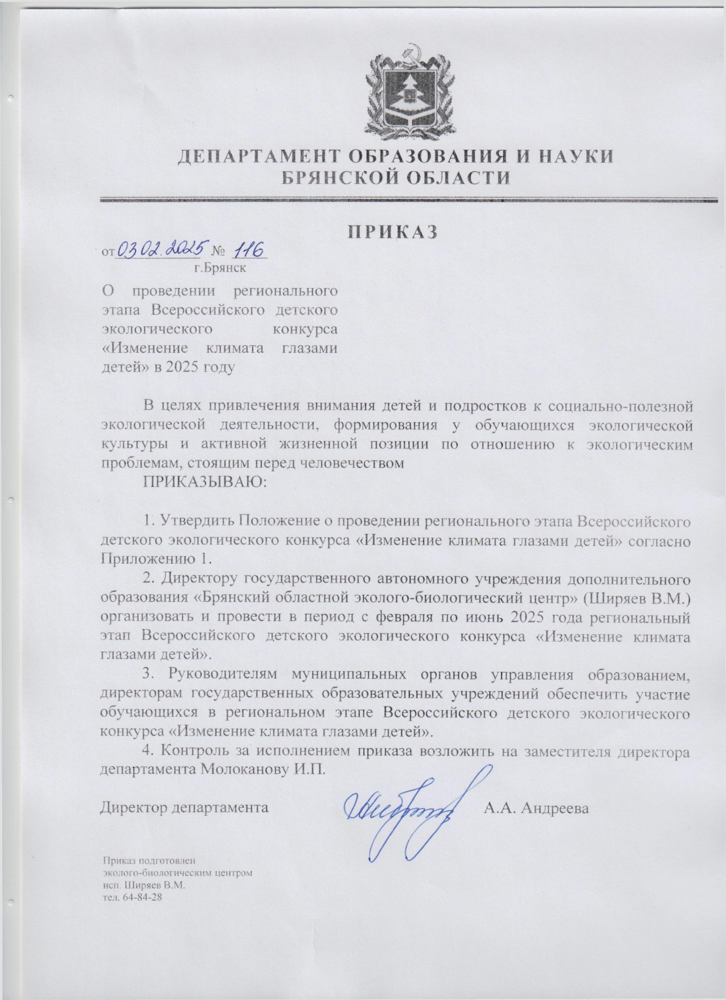 ДЕПАРТАМЕНТ ОБРАЗОВАНИЯ И НАУКИ
БРЯНСКОЙ ОБЛАСТИ
ПРИКАЗ
от 03 02. 2025 № 116
г.Брянск
О проведении регионального
этапа Всероссийского детского
экологического конкурса
«Изменение климата глазами
детей» в 2025 году
В целях привлечения внимания детей и подростков к социально-полезной
экологической деятельности, формирования у обучающихся экологической
культуры и активной жизненной позиции по отношению к экологическим
проблемам, стоящим перед человечеством
ПРИКАЗЫВАЮ:
1. Утвердить Положение о проведении регионального этапа Всероссийского
детского экологического конкурса «Изменение климата глазами детей» согласно
Приложению 1.
2. Директору государственного автономного учреждения дополнительного
образования «Брянский областной эколого-биологический центр» (Ширяев В.М.)
организовать и провести в период с февраля по июнь 2025 года региональный
этап Всероссийского детского экологического конкурса «Изменение климата
глазами детей».
3. Руководителям муниципальных органов управления образованием,
директорам государственных образовательных учреждений обеспечить участие
обучающихся в региональном этапе Всероссийского детского экологического
конкурса «Изменение климата глазами детей».
4. Контроль за исполнением приказа возложить на заместителя директора
департамента Молоканову И.П.
Директор департамента А.А. Андреева
Приказ подготовлен
эколого-биологическим центром
исп. Ширяев В.М.
тел. 64-84-28